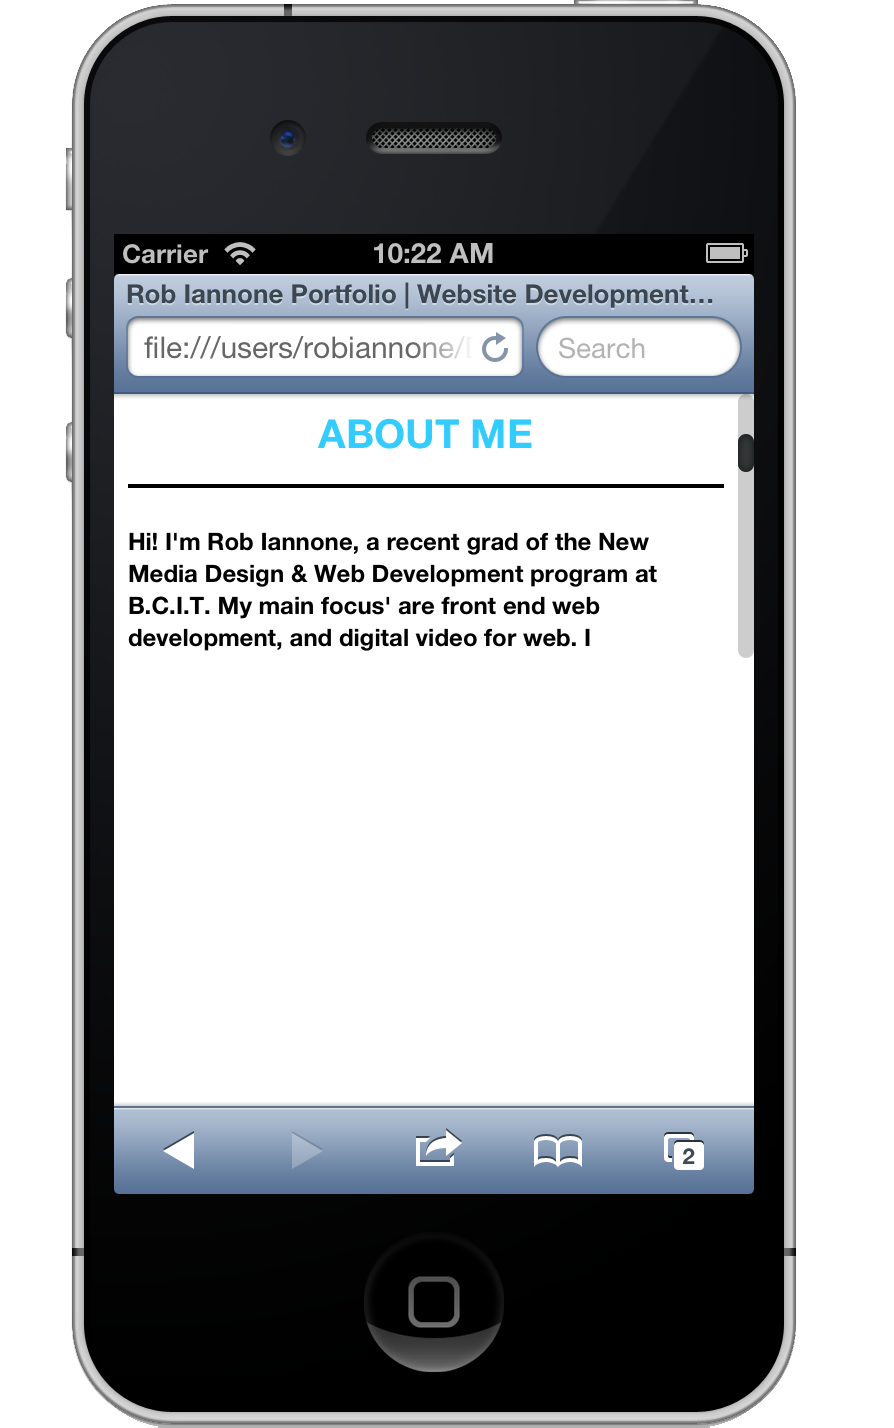 Carrier 10:22 AM
Rob Iannone Portfolio | Website Development...
file:///users/robiannone/ Search
ABOUT ME
Hi! I'm Rob Iannone, a recent grad of the New
Media Design & Web Development program at
B.C.I.T. My main focus' are front end web
development, and digital video for web. I
2